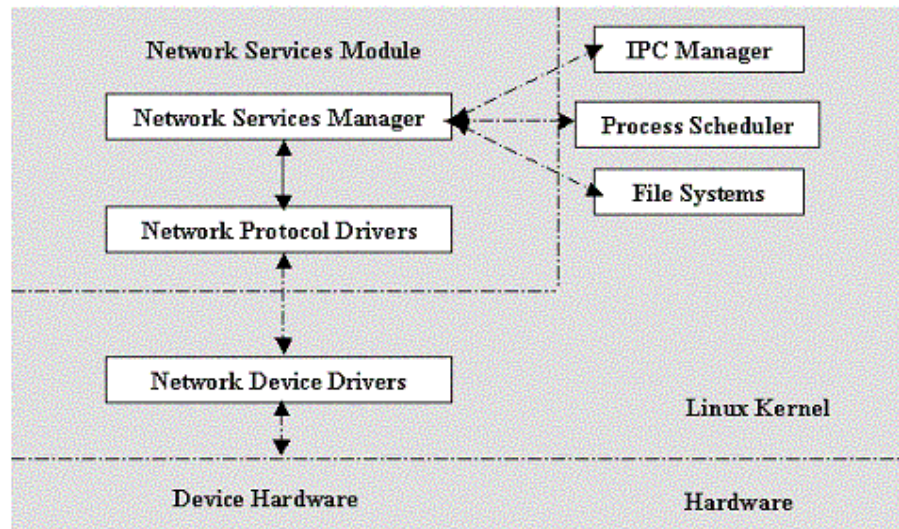 Network Services Module
IPC Manager
Network Services Manager
Process Scheduler
File Systems
Network Protocol Drivers
Network Device Drivers
Linux Kernel
Device Hardware
Hardware